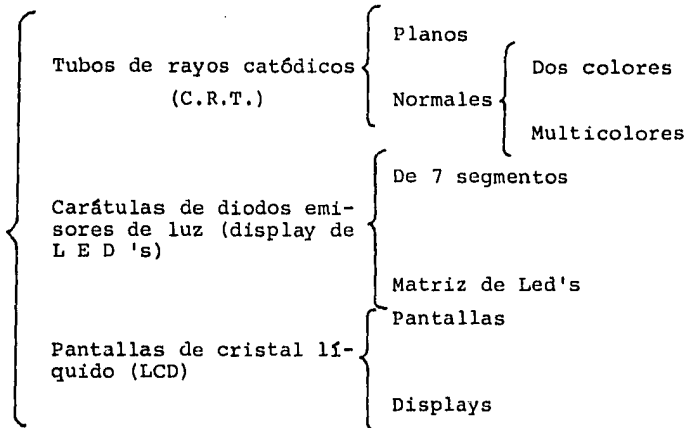 Tubos de rayos catódicos
(C.R.T.)
Planos
Normales
Dos colores
Multicolores
Carátulas de diodos emi-
sores de luz (display de
L E D 's)
De 7 segmentos
Matriz de Led's
Pantallas de cristal lí-
quido (LCD)
Pantallas
Displays